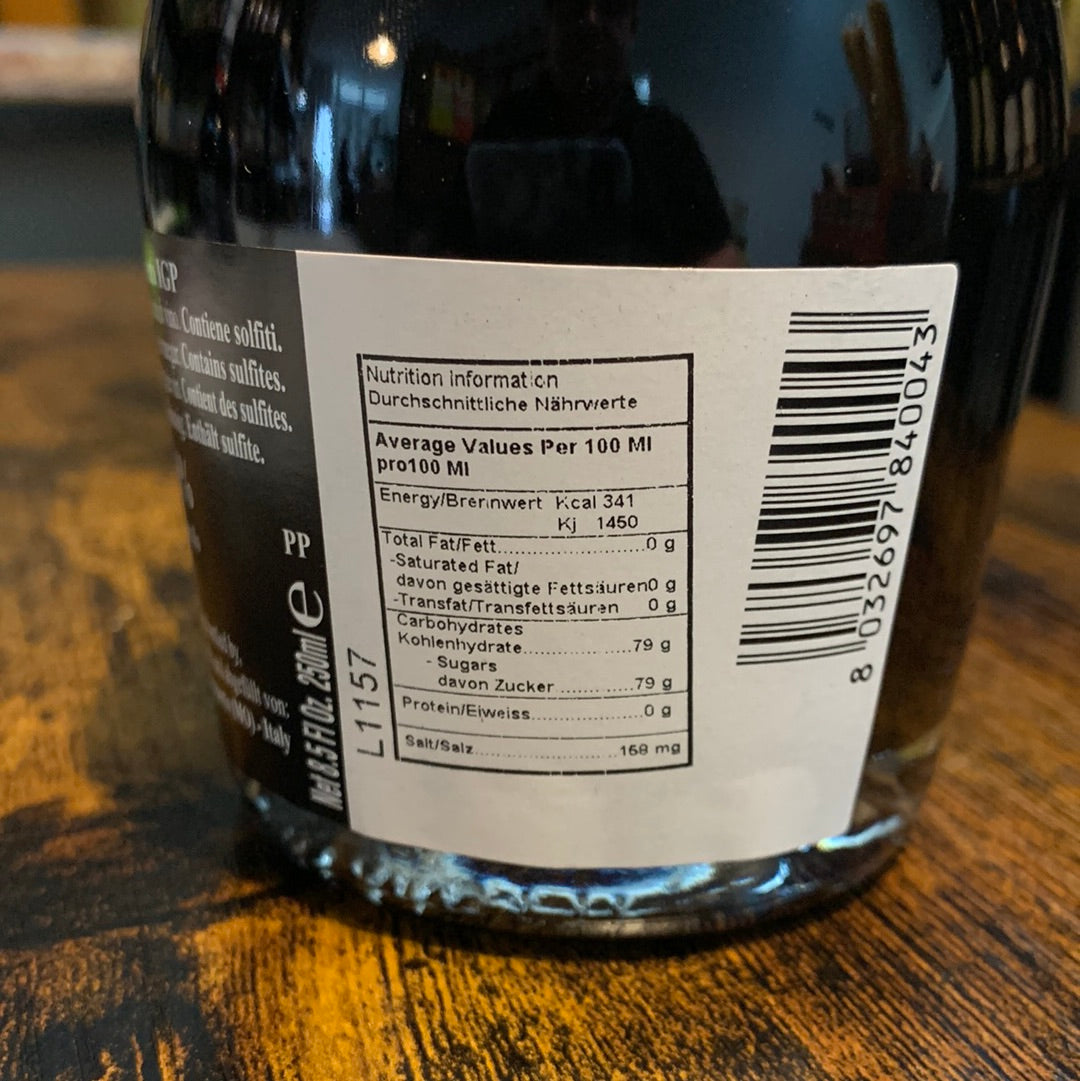 IGP
Contiene solfiti.
Contains sulfites.
Contient des sulfites.
Enthält sulfite.
PP
von:
(MO)-Italy
Net 8.5 Fl Oz. 250ml e
L1157
Nutrition information
Durchschnittliche Nährwerte
Average Values Per 100 Ml
pro100 Ml
Energy/Brennwert Kcal 341
Kj 1450
Total Fat/Fett..............................0 g
-Saturated Fat/
davon gesättigte Fettsäuren0 g
-Transfat/Transfettsäuren 0 g
Carbohydrates
Kohlenhydrate......................79 g
- Sugars
davon Zucker ...............79 g
Protein/Eiweiss.......................0 g
Salt/Salz.............................168 mg
8 032697 840043